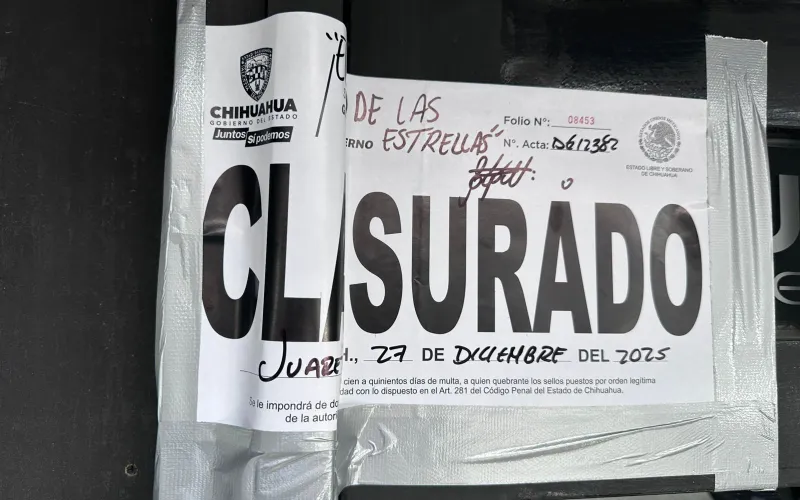 CHIHUAHUA
GOBIERNO DEL ESTADO
Juntos Sí podemos
DE LAS
ESTRELLAS"
ERNO
Folio Nº: 08453
Nº. Acta: DG12382
ESTADO LIBRE Y SOBERANO
DE CHIHUAHUA
CLASURADO
JUARE H., 27 DE DICIEMBRE DEL 2025
cien a quinientos días de multa, a quien quebrante los sellos puestos por orden legítima
Se le impondrá de do
dad con lo dispuesto en el Art. 281 del Código Penal del Estado de Chihuahua.
de la autor